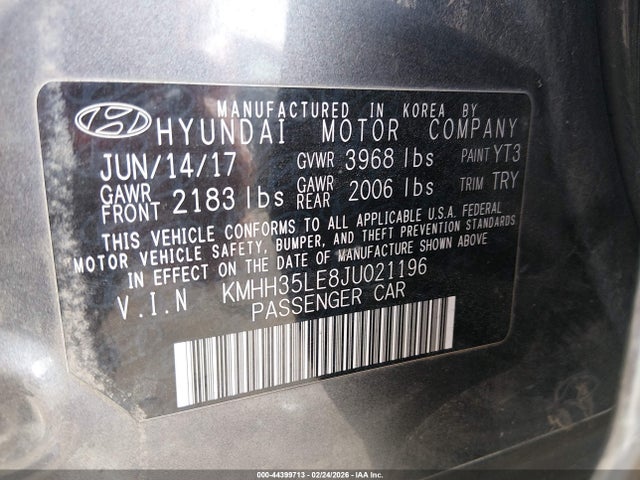 MANUFACTURED IN KOREA BY
HYUNDAI MOTOR COMPANY
JUN/14/17 GVWR 3968 lbs PAINT YT3
GAWR FRONT 2183 lbs GAWR REAR 2006 lbs TRIM TRY
THIS VEHICLE CONFORMS TO ALL APPLICABLE U.S.A. FEDERAL
MOTOR VEHICLE SAFETY, BUMPER, AND THEFT PREVENTION STANDARDS
IN EFFECT ON THE DATE OF MANUFACTURE SHOWN ABOVE
V.I.N KMHH35LE8JU021196
PASSENGER CAR
000-44399713 - 02/24/2026 - IAA Inc.